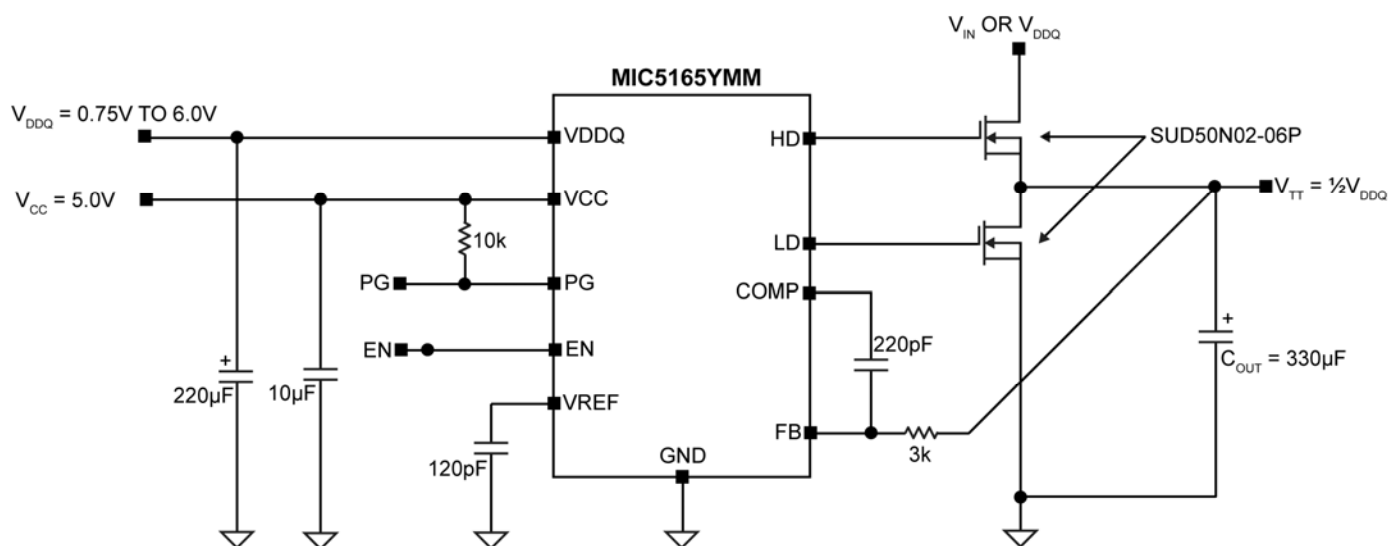 V_IN OR V_DDQ
MIC5165YMM
V_DDQ = 0.75V TO 6.0V
VDDQ
HD
SUD50N02-06P
V_CC = 5.0V
VCC
V_TT = ½V_DDQ
10k
LD
PG
PG
COMP
EN
EN
220pF
+
+
220µF
10µF
C_OUT = 330µF
VREF
FB
3k
120pF
GND